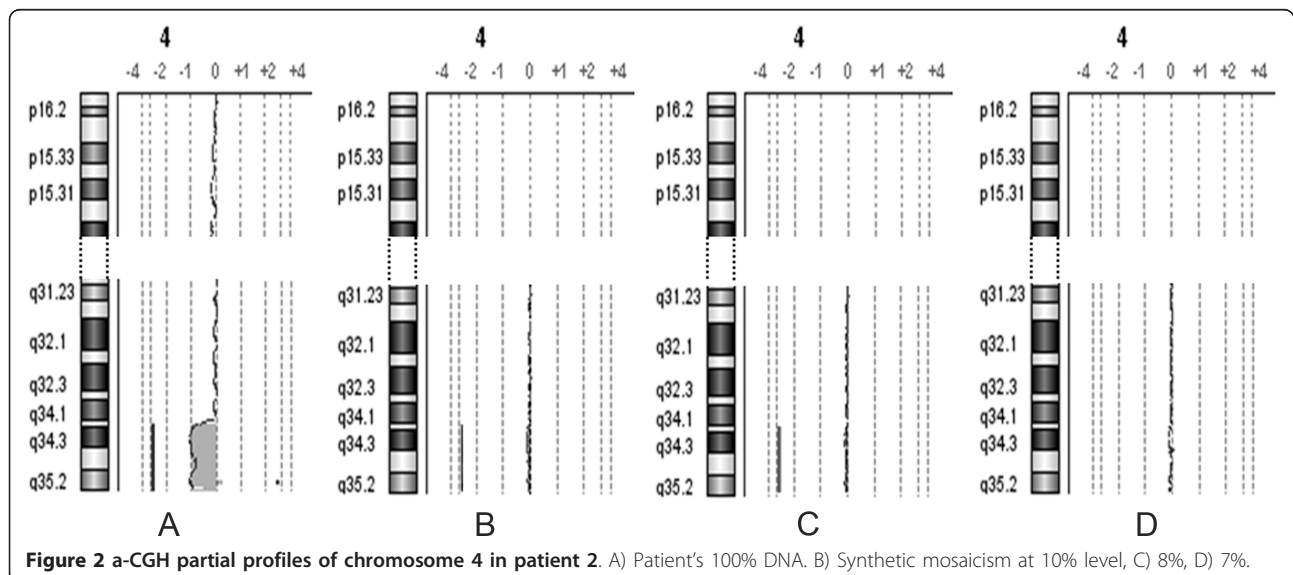 4 4 4 4
-4 -2 -1 0 +1 +2 +4 -4 -2 -1 0 +1 +2 +4 -4 -2 -1 0 +1 +2 +4 -4 -2 -1 0 +1 +2 +4
p16.2 p16.2 p16.2 p16.2
p15.33 p15.33 p15.33 p15.33
p15.31 p15.31 p15.31 p15.31
q31.23 q31.23 q31.23 q31.23
q32.1 q32.1 q32.1 q32.1
q32.3 q32.3 q32.3 q32.3
q34.1 q34.1 q34.1 q34.1
q34.3 q34.3 q34.3 q34.3
q35.2 q35.2 q35.2 q35.2
A B C D
Figure 2 a-CGH partial profiles of chromosome 4 in patient 2. A) Patient's 100% DNA. B) Synthetic mosaicism at 10% level, C) 8%, D) 7%.